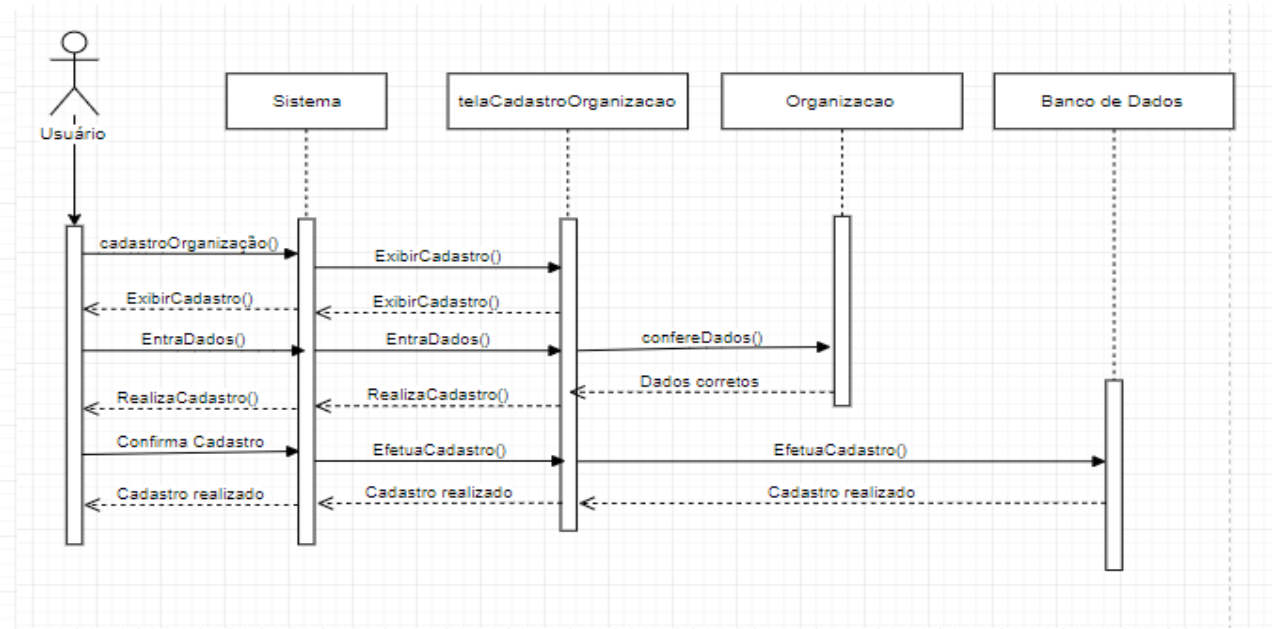 Usuário
Sistema
telaCadastroOrganizacao
Organizacao
Banco de Dados
cadastroOrganização()
ExibirCadastro()
ExibirCadastro()
ExibirCadastro()
EntraDados()
EntraDados()
confereDados()
Dados corretos
RealizaCadastro()
RealizaCadastro()
Confirma Cadastro
EfetuaCadastro()
EfetuaCadastro()
Cadastro realizado
Cadastro realizado
Cadastro realizado